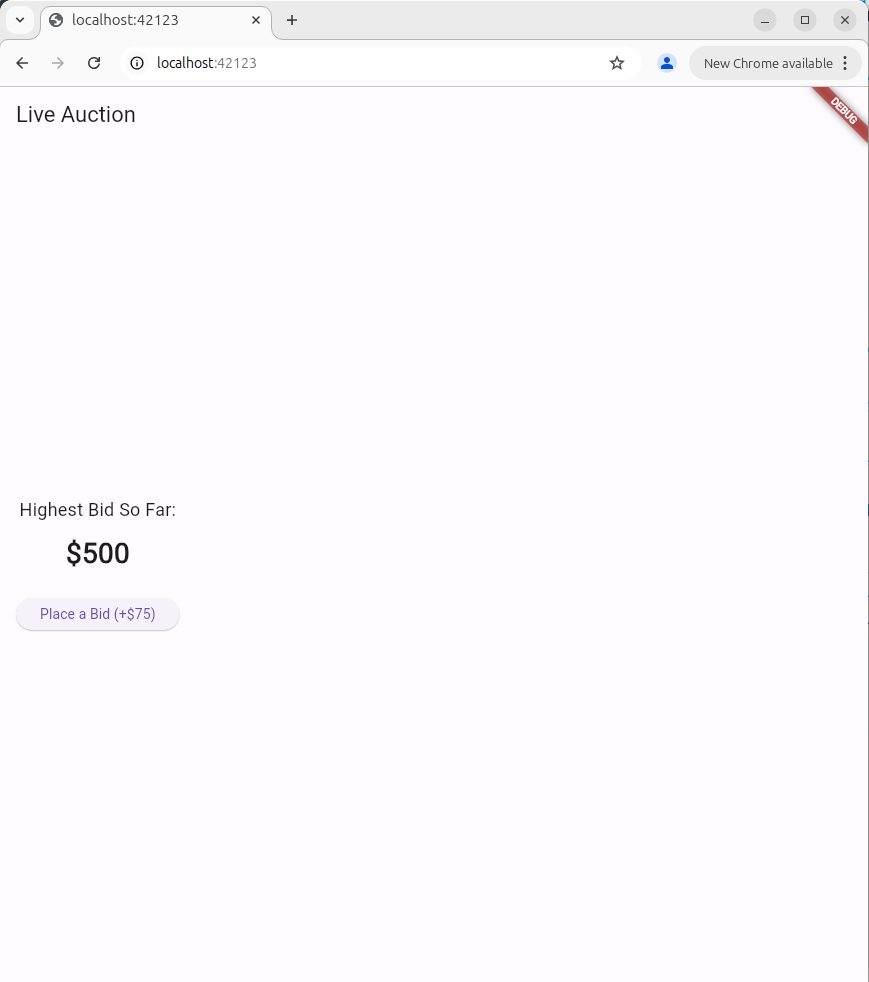 localhost:42123
localhost:42123
New Chrome available
Live Auction
DEBUG
Highest Bid So Far:
$500
Place a Bid (+$75)